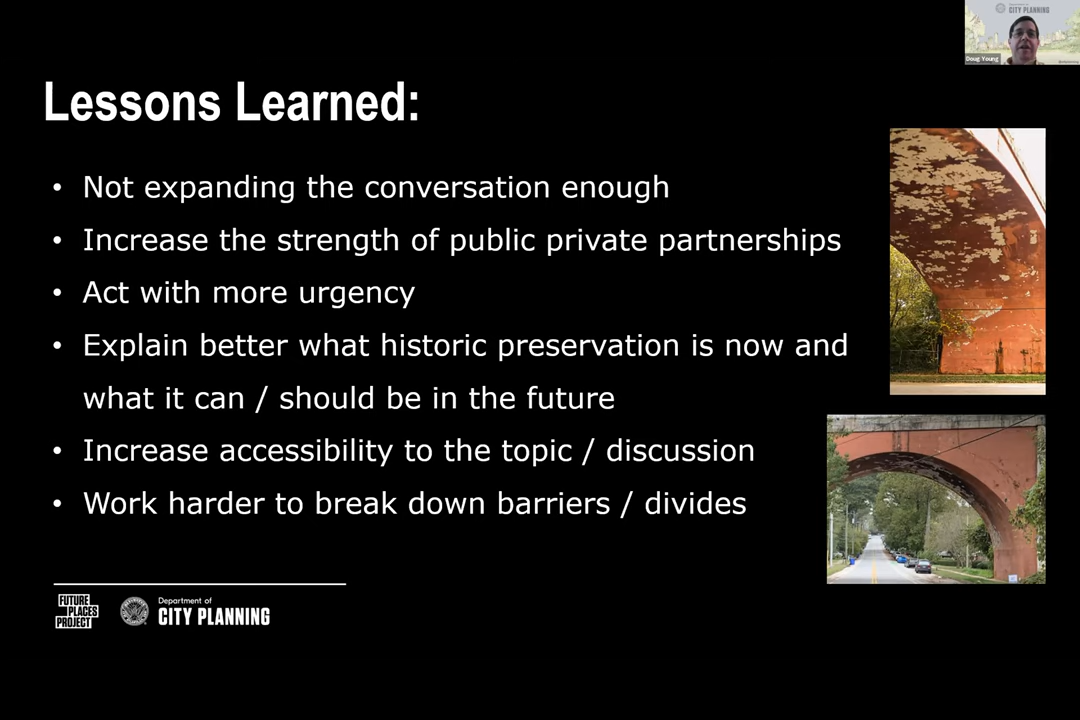 Department of
CITY PLANNING
Doug Young
Lessons Learned:
• Not expanding the conversation enough
• Increase the strength of public private partnerships
• Act with more urgency
• Explain better what historic preservation is now and
what it can / should be in the future
• Increase accessibility to the topic / discussion
• Work harder to break down barriers / divides
FUTURE
PLACES
PROJECT
Department of
CITY PLANNING